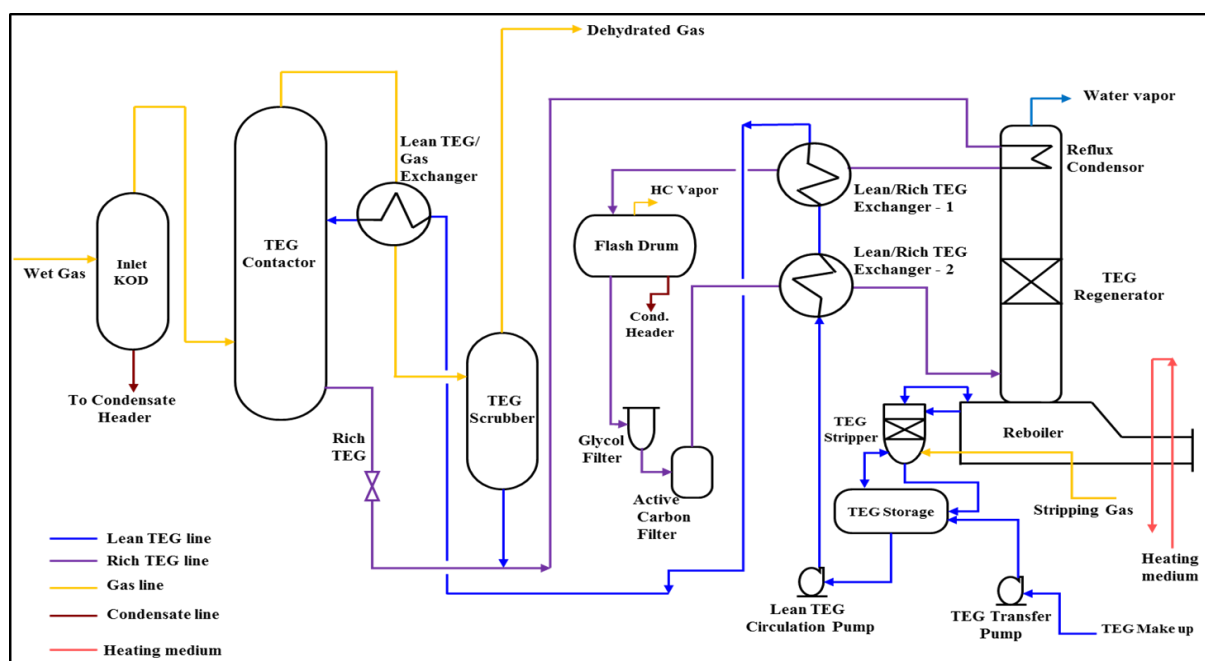 Dehydrated Gas
Water vapor
Lean TEG/
Gas
Exchanger
Reflux
Condensor
HC Vapor
Lean/Rich TEG
Exchanger - 1
TEG
Contactor
Flash Drum
Inlet
KOD
Wet Gas
Lean/Rich TEG
Exchanger - 2
TEG
Regenerator
Cond.
Header
To Condensate
Header
TEG
Scrubber
TEG
Stripper
Reboiler
Rich
TEG
Glycol
Filter
Active
Carbon
Filter
TEG Storage
Stripping Gas
Heating
medium
Lean TEG line
Rich TEG line
Gas line
Condensate line
Heating medium
Lean TEG
Circulation Pump
TEG Transfer
Pump
TEG Make up